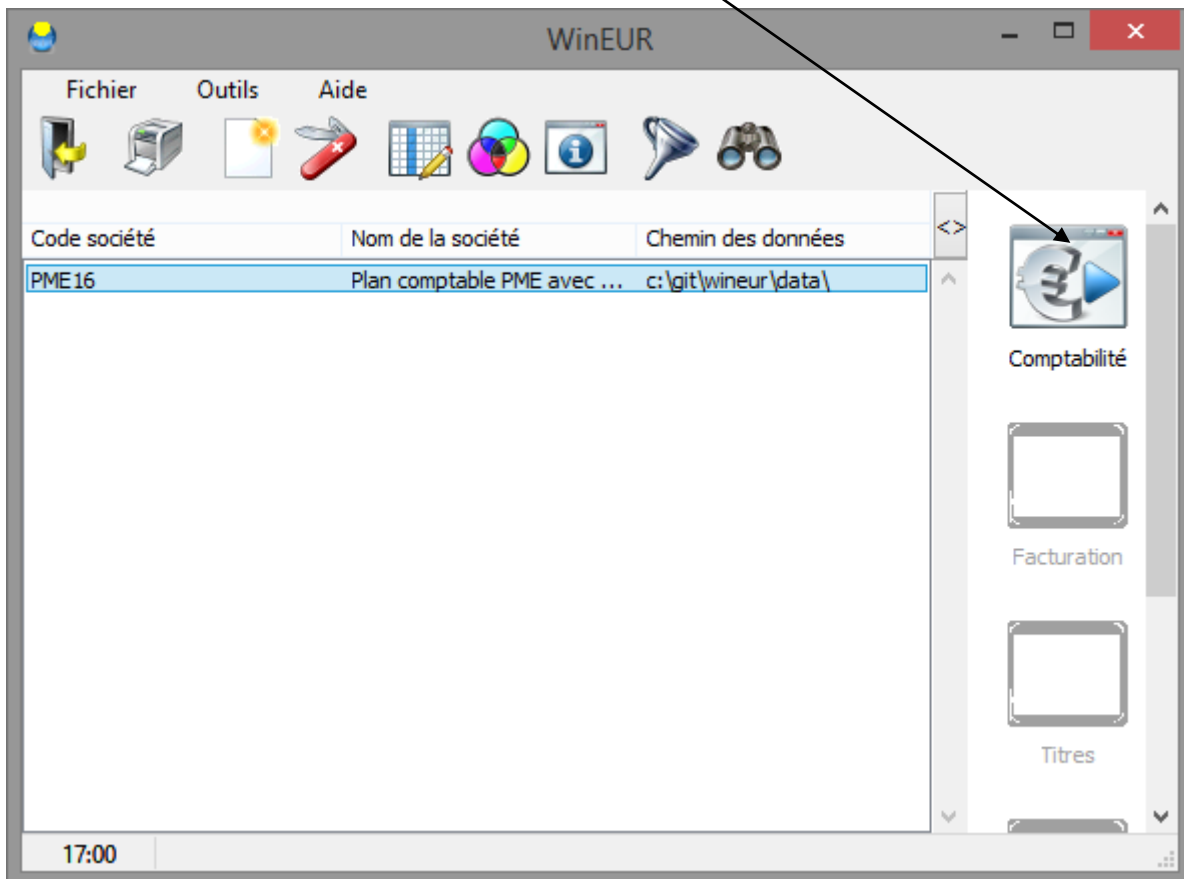 WinEUR
Fichier Outils Aide
<>
Code société Nom de la société Chemin des données
PME16 Plan comptable PME avec ... c:\git\wineur\data\
Comptabilité
Facturation
Titres
17:00